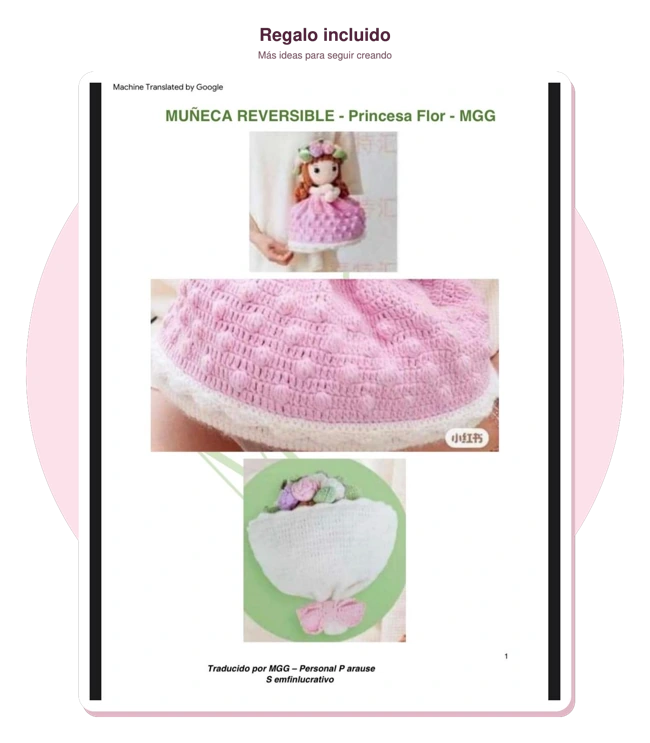 Regalo incluido
Más ideas para seguir creando
Machine Translated by Google
MUÑECA REVERSIBLE - Princesa Flor - MGG
小红书
1
Traducido por MGG – Personal P arause
S emfinlucrativo